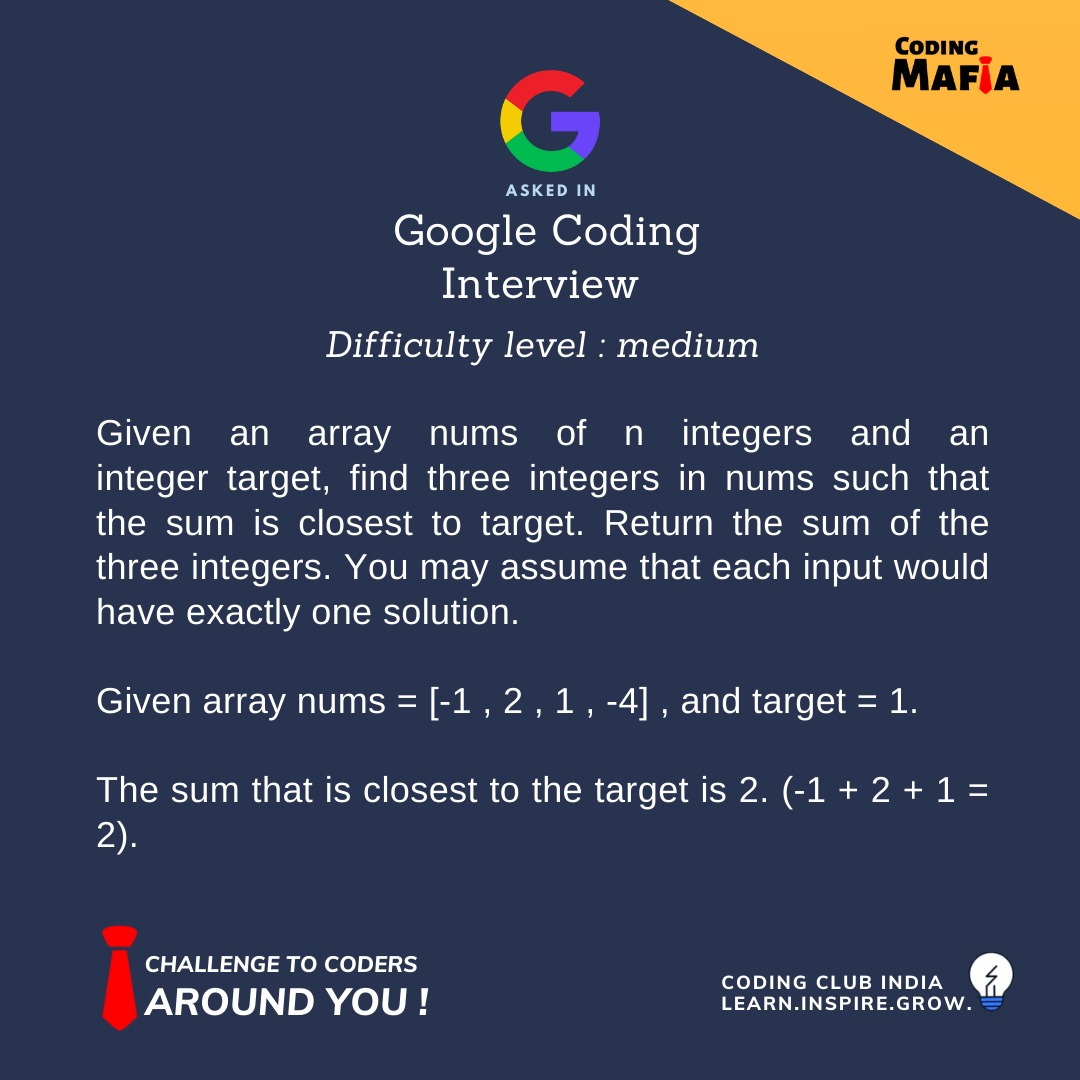 CODING
MAFIA
ASKED IN
Google Coding
Interview
Difficulty level : medium
Given an array nums of n integers and an
integer target, find three integers in nums such that
the sum is closest to target. Return the sum of the
three integers. You may assume that each input would
have exactly one solution.
Given array nums = [-1 , 2 , 1 , -4] , and target = 1.
The sum that is closest to the target is 2. (-1 + 2 + 1 =
2).
CHALLENGE TO CODERS
AROUND YOU !
CODING CLUB INDIA
LEARN.INSPIRE.GROW.